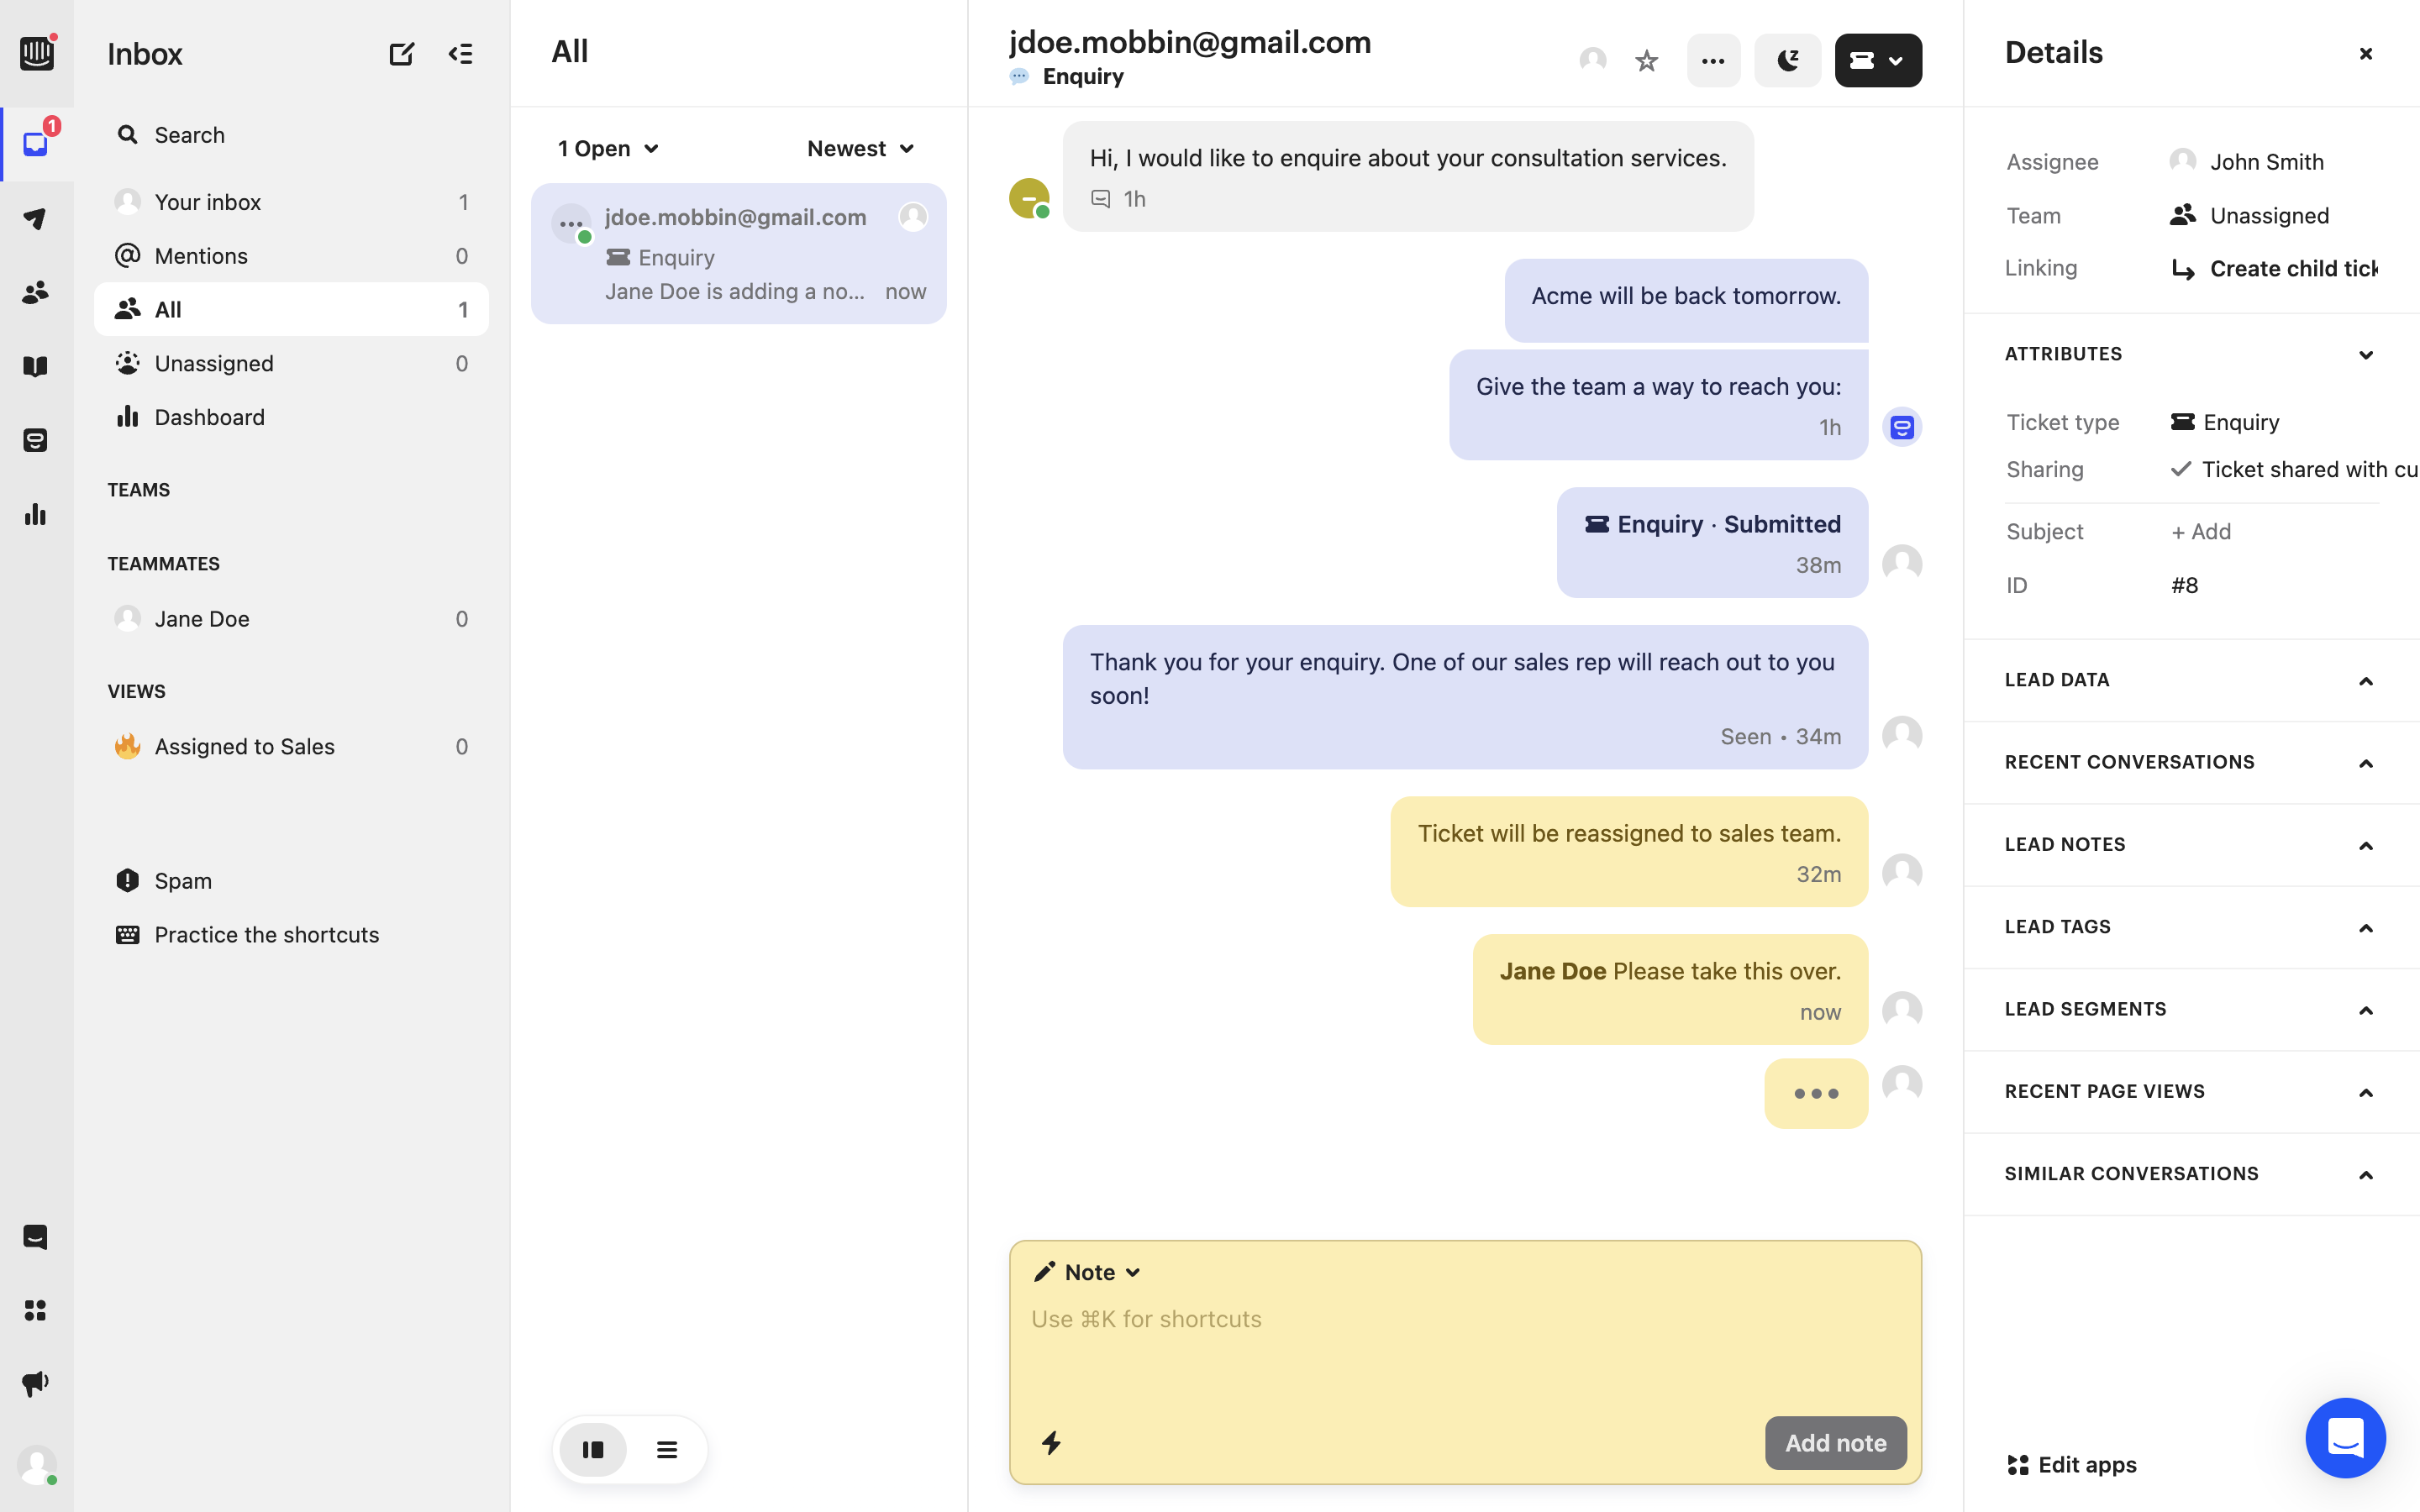 1
Inbox
Search
Your inbox 1
Mentions 0
All 1
Unassigned 0
Dashboard
TEAMS
TEAMMATES
Jane Doe 0
VIEWS
Assigned to Sales 0
Spam
Practice the shortcuts
All
1 Open
Newest
jdoe.mobbin@gmail.com
Enquiry
Jane Doe is adding a no... now
jdoe.mobbin@gmail.com
Enquiry
Hi, I would like to enquire about your consultation services.
1h
Acme will be back tomorrow.
Give the team a way to reach you:
1h
Enquiry · Submitted
38m
Thank you for your enquiry. One of our sales rep will reach out to you
soon!
Seen • 34m
Ticket will be reassigned to sales team.
32m
Jane Doe Please take this over.
now
Note
Use ⌘K for shortcuts
Add note
Details
Assignee John Smith
Team Unassigned
Linking Create child tick
ATTRIBUTES
Ticket type Enquiry
Sharing Ticket shared with cu
Subject + Add
ID #8
LEAD DATA
RECENT CONVERSATIONS
LEAD NOTES
LEAD TAGS
LEAD SEGMENTS
RECENT PAGE VIEWS
SIMILAR CONVERSATIONS
Edit apps